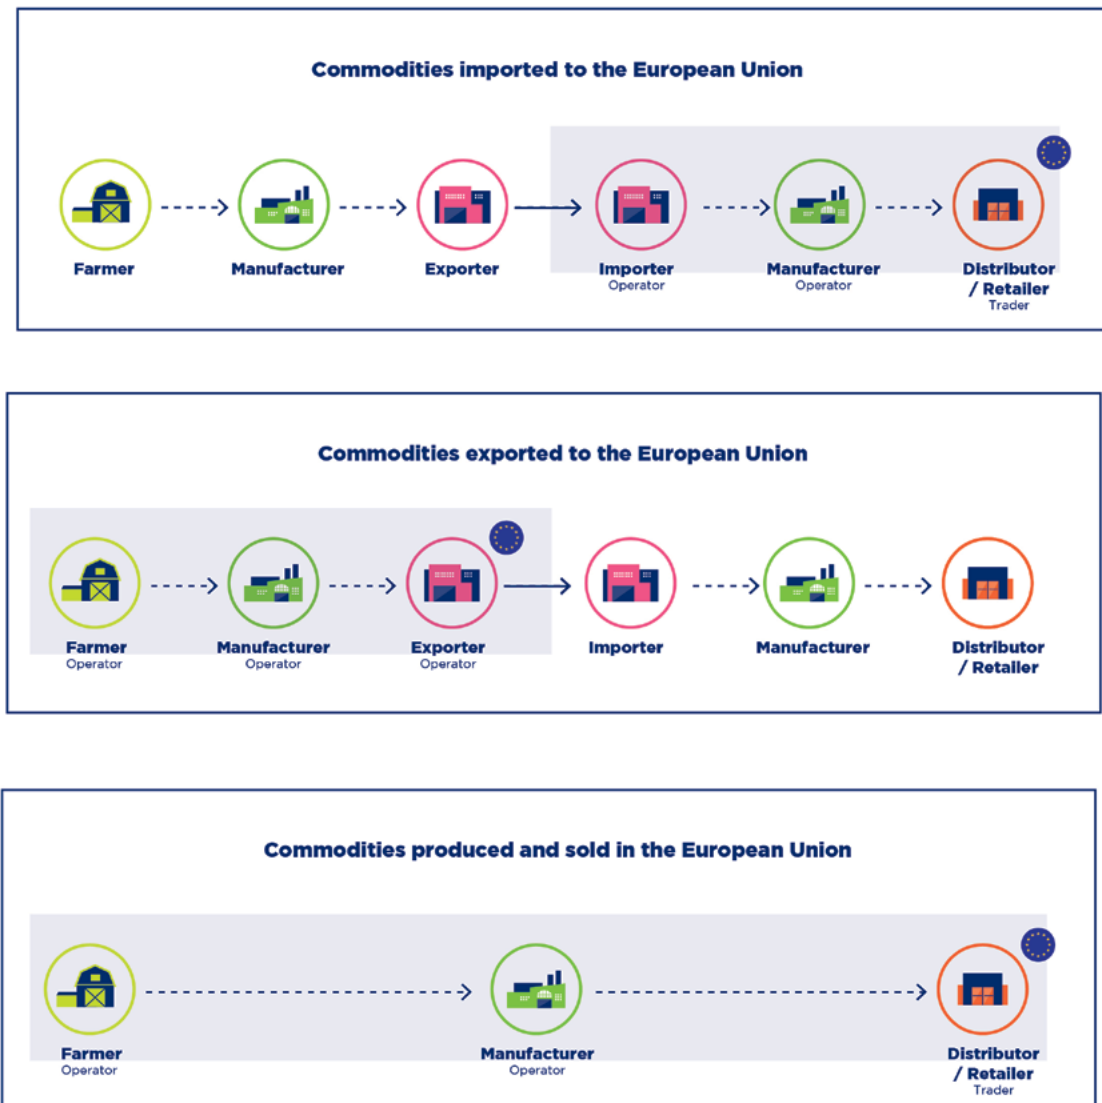 Commodities imported to the European Union
Farmer
Manufacturer
Exporter
Importer
Operator
Manufacturer
Operator
Distributor
/ Retailer
Trader
Commodities exported to the European Union
Farmer
Operator
Manufacturer
Operator
Exporter
Operator
Importer
Manufacturer
Distributor
/ Retailer
Commodities produced and sold in the European Union
Farmer
Operator
Manufacturer
Operator
Distributor
/ Retailer
Trader